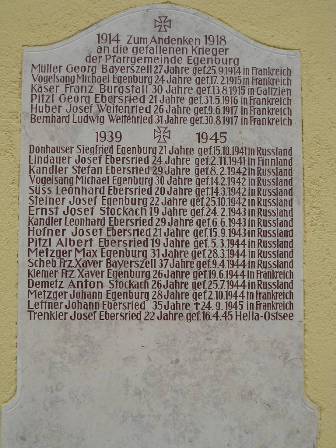 1914 Zum Andenken 1918
an die gefallenen Krieger
der Pfarrgemeinde Egenburg
Müller Georg Bayerszell 27 Jahre gef. 25.9.1914 in Frankreich
Vogelsang Michael Egenburg 24 Jahre gef. 17.2.1915 in Frankreich
Käser Franz Burgstall 30 Jahre gef. 13.8.1915 in Galizien
Pitzl Georg Ebersried 21 Jahre gef. 31.5.1916 in Frankreich
Huber Josef Weitenried 26 Jahre gef. 9.6.1917 in Frankreich
Bernhard Ludwig Weitenried 31 Jahre gef. 30.8.1917 in Frankreich
1939 1945
Donhauser Siegfried Egenburg 21 Jahre gef. 15.10.1941 in Russland
Lindauer Josef Ebersried 24 Jahre gef. 2.11.1941 in Finnland
Kandler Stefan Ebersried 29 Jahre gef. 8.2.1942 in Russland
Vogelsang Michael Egenburg 30 Jahre gef. 14.2.1942 in Russland
Süss Leonhard Ebersried 20 Jahre gef. 14.3.1942 in Russland
Steiner Josef Egenburg 22 Jahre gef. 25.10.1942 in Russland
Ernst Josef Stockach 19 Jahre gef. 24.2.1943 in Russland
Kandler Leonhard Ebersried 29 Jahre gef. 6.6.1943 in Russland
Hofner Josef Ebersried 21 Jahre gef. 15.9.1943 in Russland
Pitzl Albert Ebersried 19 Jahre gef. 5.3.1944 in Russland
Metzger Max Egenburg 31 Jahre gef. 28.3.1944 in Russland
Scheb Frz. Xaver Bayerszell 37 Jahre gef. 9.4.1944 in Russland
Klemer Frz. Xaver Egenburg 26 Jahre gef. 19.6.1944 in Frankreich
Demetz Anton Stockach 26 Jahre gef. 25.7.1944 in Russland
Metzger Johann Egenburg 28 Jahre gef. 2.10.1944 in Frankreich
Leftner Johann Ebersried 35 Jahre † 24.9.1945 in Frankreich
Trenkler Josef Ebersried 22 Jahre gef. 16.4.45 Hella-Ostsee